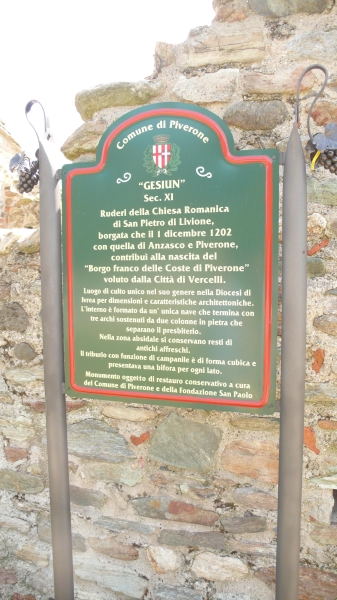 Comune di Piverone
"GESIUN"
Sec. XI
Ruderi della Chiesa Romanica
di San Pietro di Livione,
borgata che il 1 dicembre 1202
con quella di Anzasco e Piverone,
contribuì alla nascita del
"Borgo franco delle Coste di Piverone"
voluto dalla Città di Vercelli.
Luogo di culto unico nel suo genere nella Diocesi di
Ivrea per dimensioni e caratteristiche architettoniche.
L'interno è formato da un' unica nave che termina con
tre archi sostenuti da due colonne in pietra che
separano il presbiterio.
Nella zona absidale si conservano resti di
antichi affreschi.
Il tiburio con funzione di campanile è di forma cubica e
presentava una bifora per ogni lato.
Monumento oggetto di restauro conservativo a cura
del Comune di Piverone e della Fondazione San Paolo